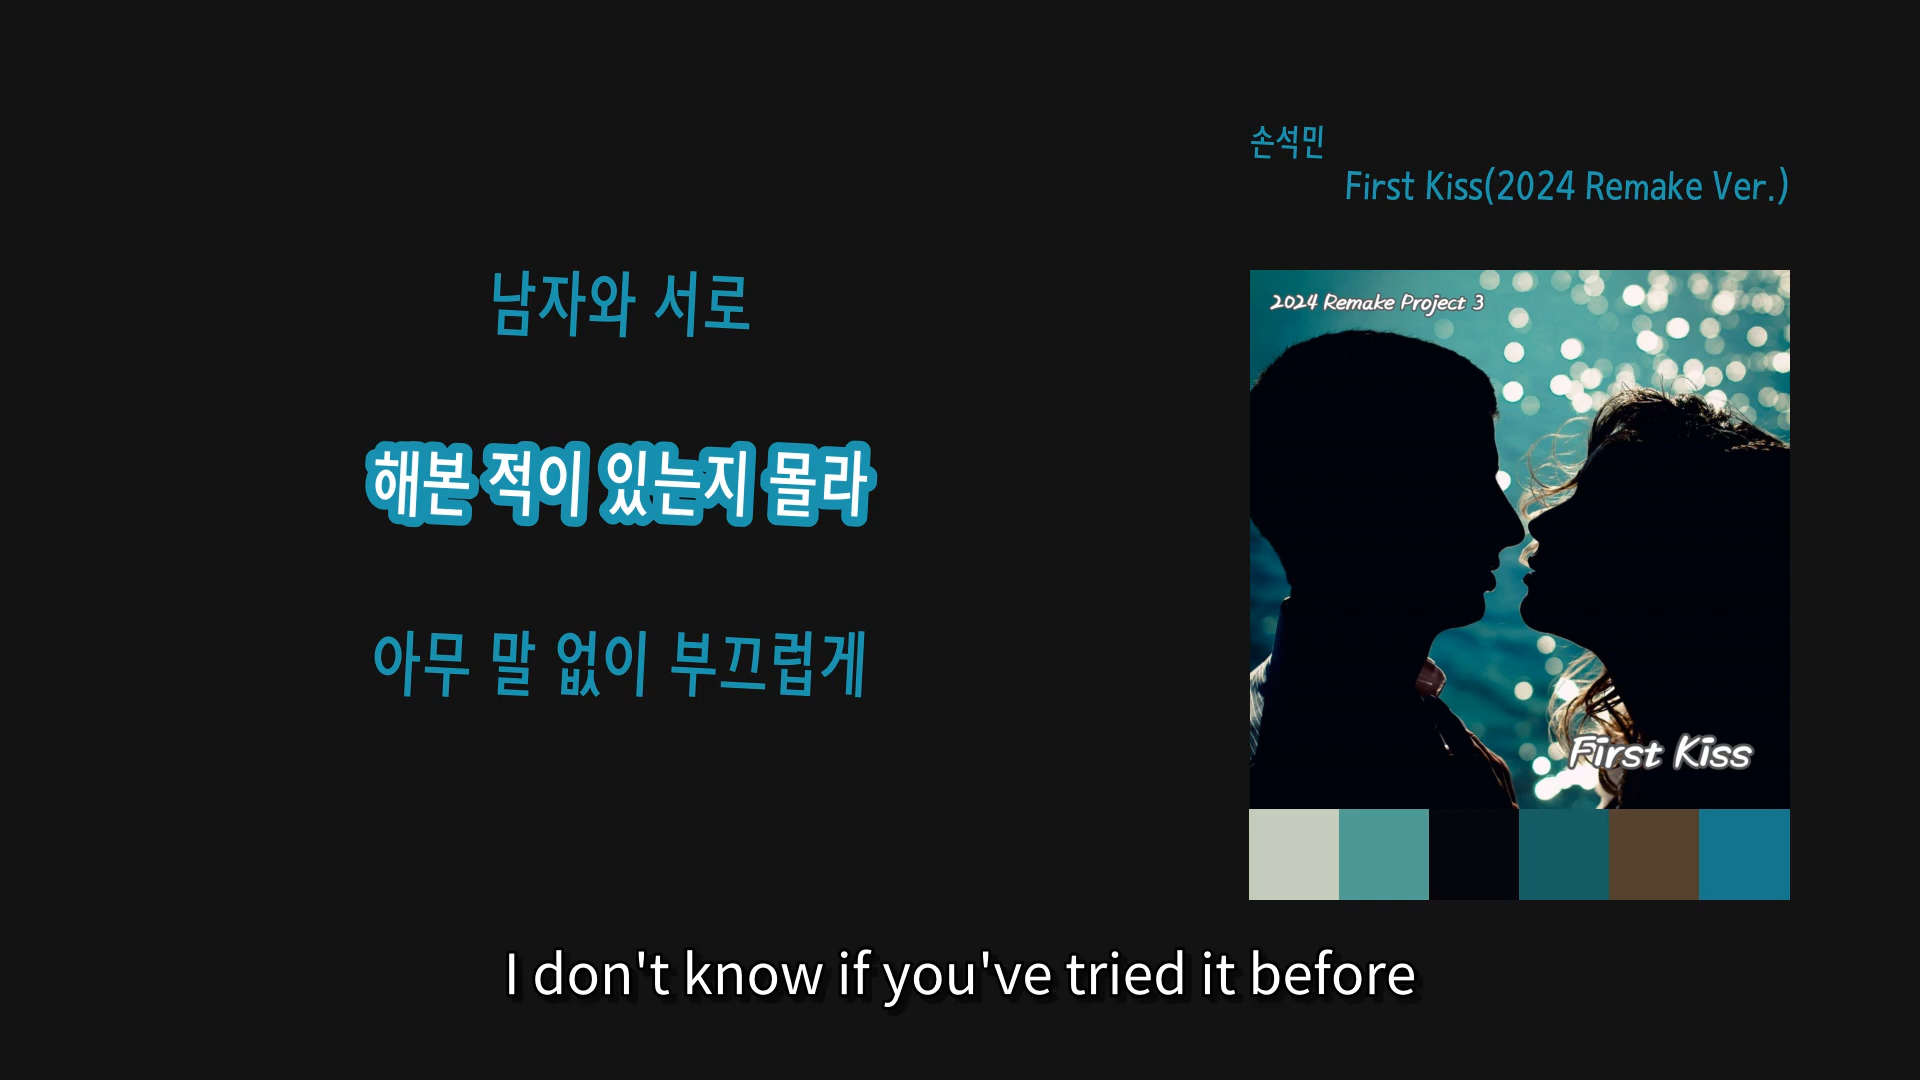 손석민
First Kiss(2024 Remake Ver.)
남자와 서로
해본 적이 있는지 몰라
아무 말 없이 부끄럽게
2024 Remake Project 3
First Kiss
I don't know if you've tried it before